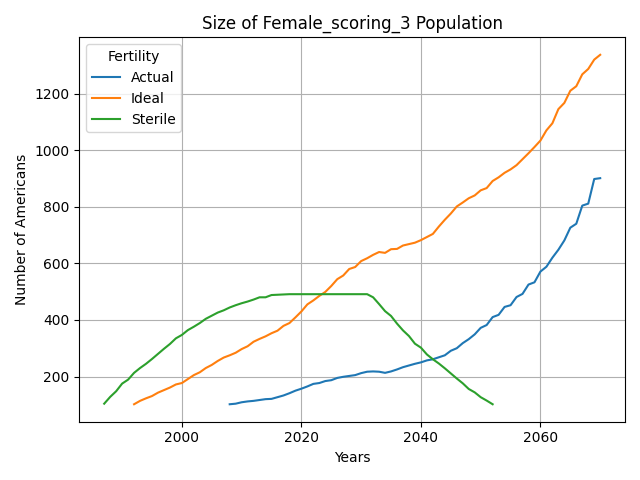 Size of Female_scoring_3 Population
Fertility
Actual
Ideal
Sterile
Number of Americans
1200
1000
800
600
400
200
2000
2020
2040
2060
Years